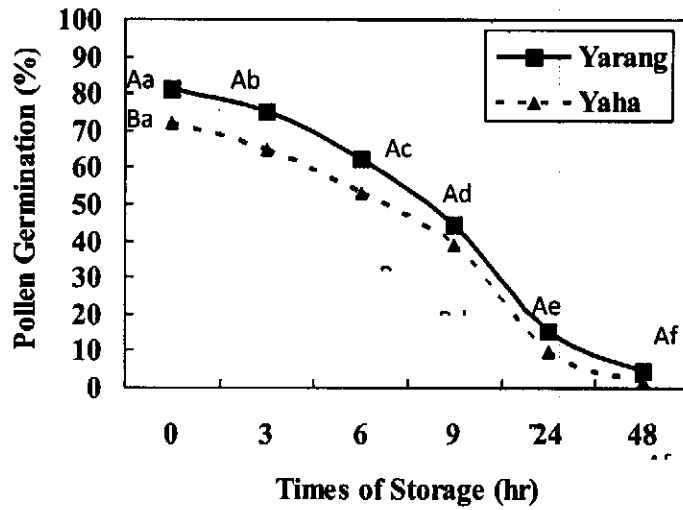 100
90
80
70
60
50
40
30
20
10
0
Pollen Germination (%)
Yarang
Yaha
Aa
Ab
Ba
Ac
Ad
Ae
Af
0 3 6 9 24 48
Times of Storage (hr)